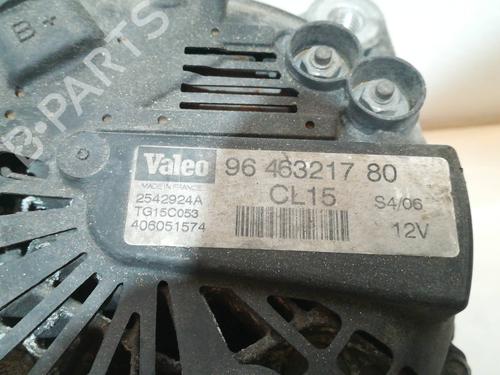 B+
B-PARTS
Valeo 96 463217 80
MADE IN FRANCE
CL15
S4/06
2542924A
TG15C053
406051574
12V